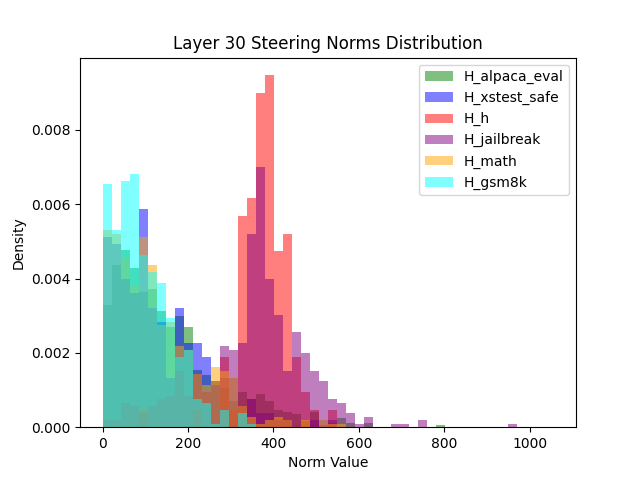 Layer 30 Steering Norms Distribution
H_alpaca_eval
H_xstest_safe
H_h
H_jailbreak
H_math
H_gsm8k
0.008
0.006
0.004
0.002
0.000
Density
0 200 400 600 800 1000
Norm Value